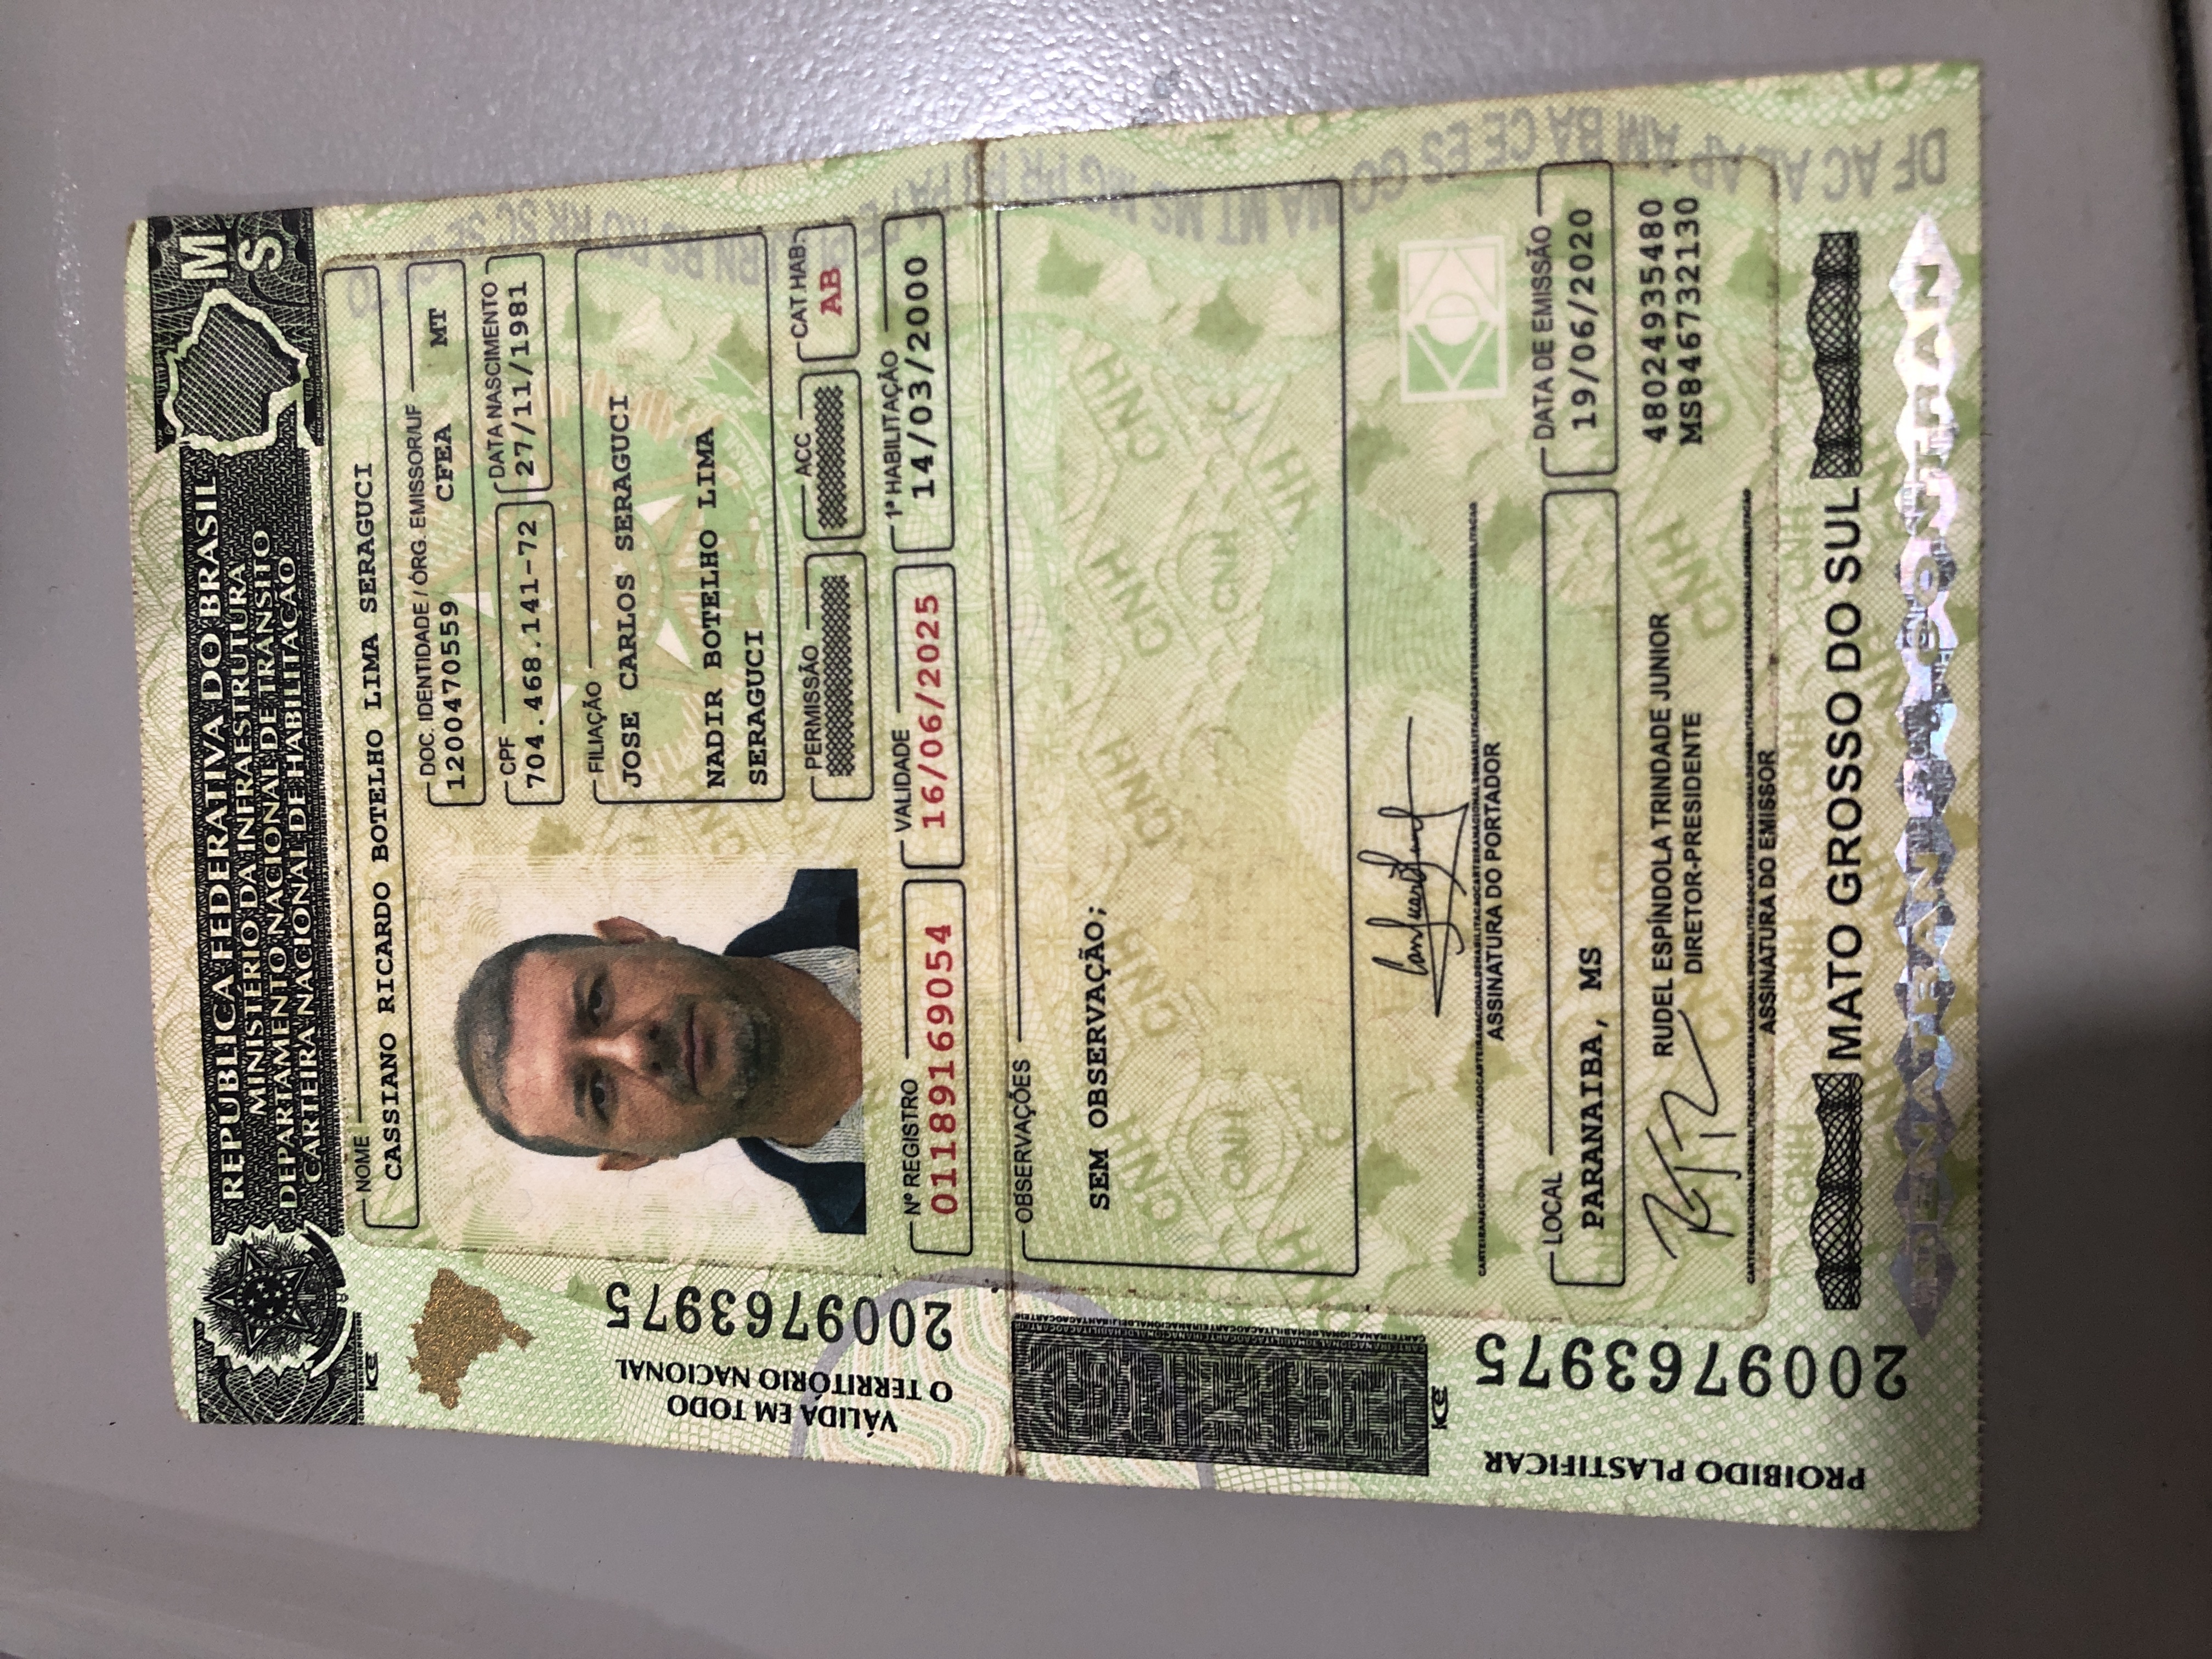 REPÚBLICA FEDERATIVA DO BRASIL
MINISTÉRIO DA INFRAESTRUTURA
DEPARTAMENTO NACIONAL DE TRÂNSITO
CARTEIRA NACIONAL DE HABILITAÇÃO
M
S
NOME
CASSIANO RICARDO BOTELHO LIMA SERAGUCI
DOC. IDENTIDADE / ÓRG. EMISSOR/UF
1200470559 CFEA MT
CPF
704.468.141-72
DATA NASCIMENTO
27/11/1981
FILIAÇÃO
JOSE CARLOS SERAGUCI
NADIR BOTELHO LIMA
SERAGUCI
PERMISSÃO
ACC
CAT.HAB.
AB
Nº REGISTRO
01189169054
VALIDADE
16/06/2025
1ª HABILITAÇÃO
14/03/2000
VÁLIDA EM TODO
O TERRITÓRIO NACIONAL
2009763975
OBSERVAÇÕES
SEM OBSERVAÇÃO;
ASSINATURA DO PORTADOR
LOCAL
PARANAIBA, MS
DATA DE EMISSÃO
19/06/2020
RUDEL ESPÍNDOLA TRINDADE JUNIOR
DIRETOR-PRESIDENTE
48024935480
MS846732130
ASSINATURA DO EMISSOR
PROIBIDO PLASTIFICAR
2009763975
MATO GROSSO DO SUL
DENATRAN CONTRAN